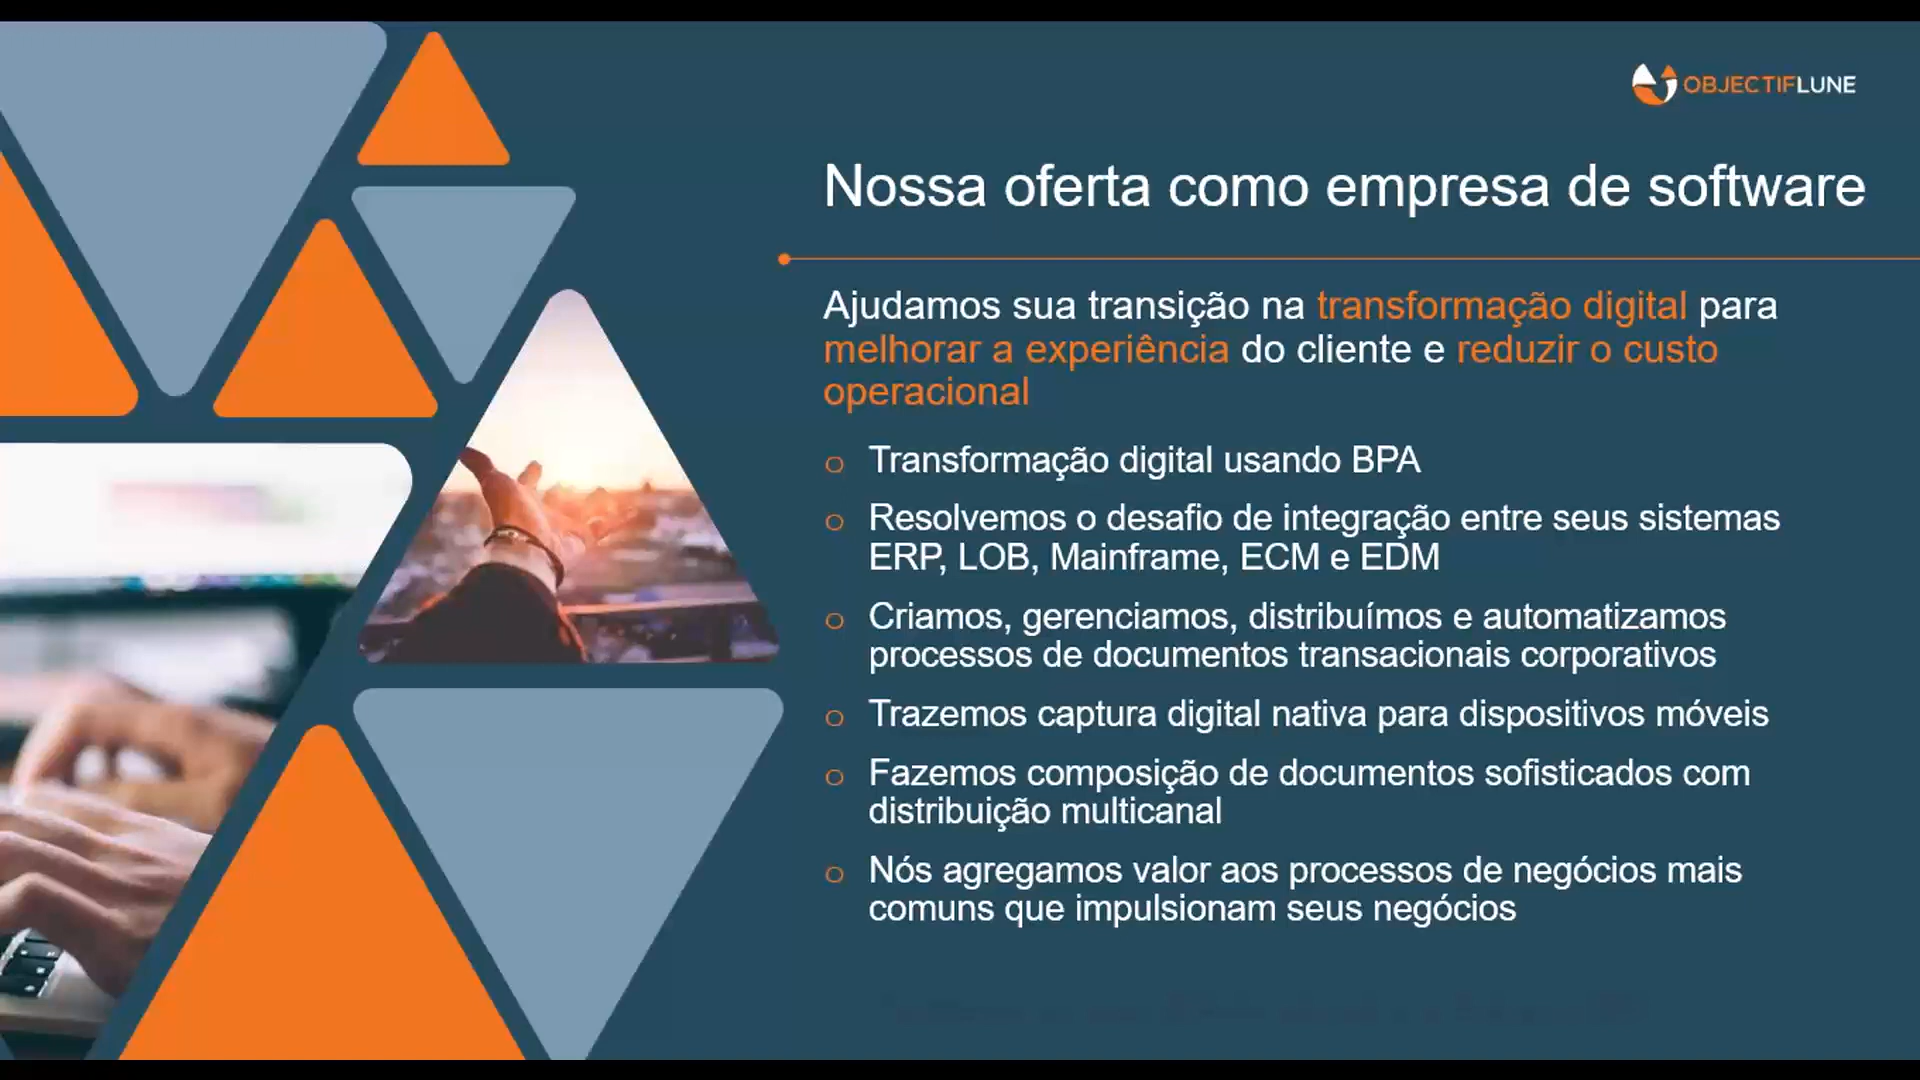 OBJECTIFLUNE
Nossa oferta como empresa de software
Ajudamos sua transição na transformação digital para
melhorar a experiência do cliente e reduzir o custo
operacional
o Transformação digital usando BPA
o Resolvemos o desafio de integração entre seus sistemas
ERP, LOB, Mainframe, ECM e EDM
o Criamos, gerenciamos, distribuímos e automatizamos
processos de documentos transacionais corporativos
o Trazemos captura digital nativa para dispositivos móveis
o Fazemos composição de documentos sofisticados com
distribuição multicanal
o Nós agregamos valor aos processos de negócios mais
comuns que impulsionam seus negócios